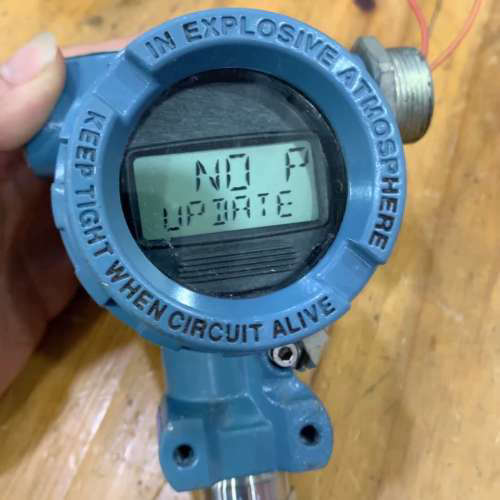 IN EXPLOSIVE ATMOSPHERE
KEEP TIGHT WHEN CIRCUIT ALIVE
NO P
UPDATE